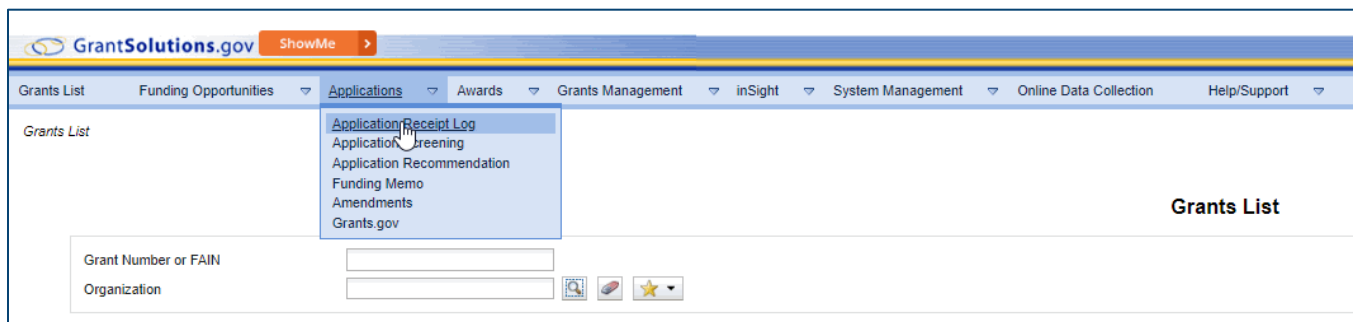 GrantSolutions.gov ShowMe >
Grants List Funding Opportunities Applications Awards Grants Management inSight System Management Online Data Collection Help/Support
Grants List
Application Receipt Log
Application Screening
Application Recommendation
Funding Memo
Amendments
Grants.gov
Grants List
Grant Number or FAIN
Organization